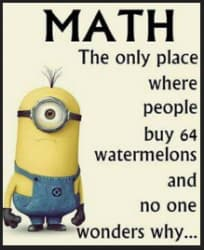 MATH
The only place
where
people
buy 64
watermelons
and
no one
wonders why...